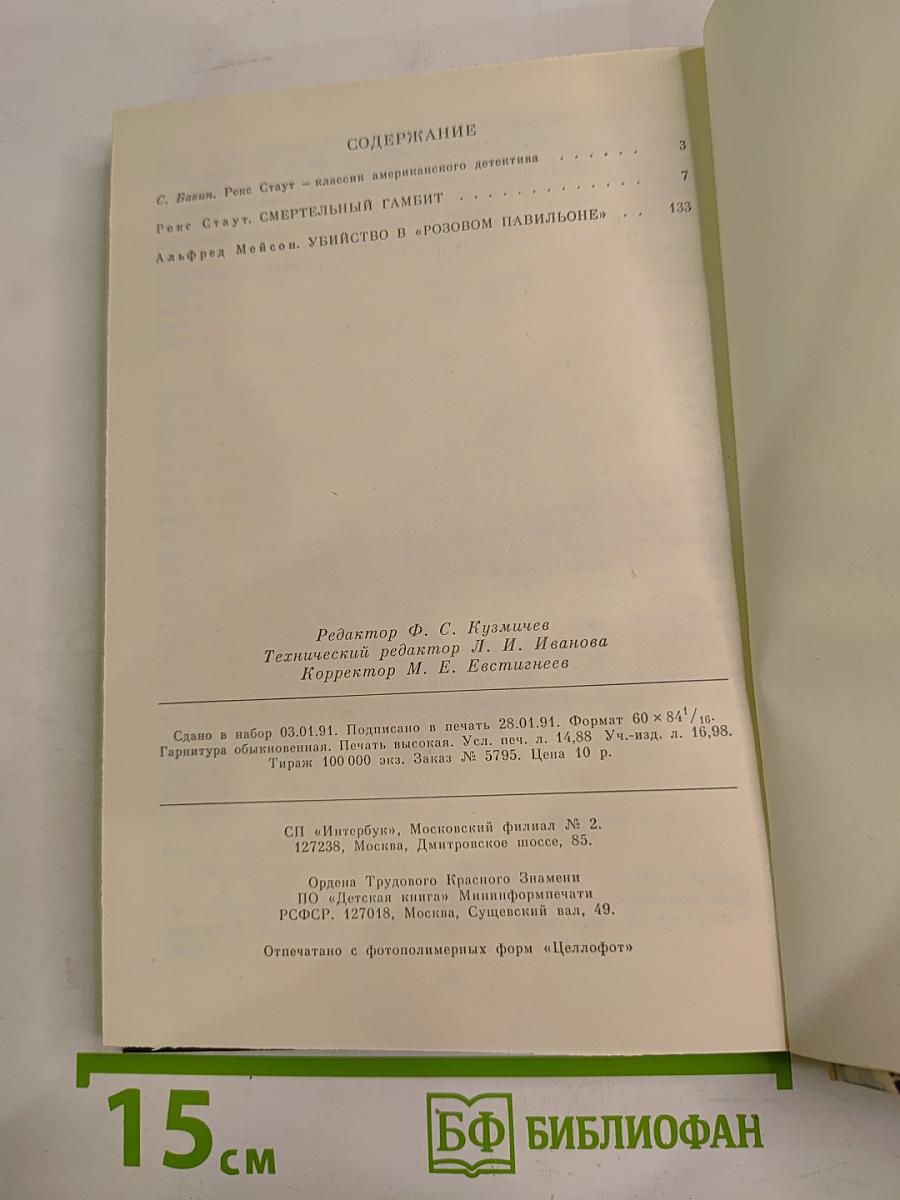 СОДЕРЖАНИЕ
С. Бавин. Рекс Стаут – классик американского детектива . . . . . . 3
Рекс Стаут. СМЕРТЕЛЬНЫЙ ГАМБИТ . . . . . . . . . . . . . 7
Альфред Мейсон. УБИЙСТВО В «РОЗОВОМ ПАВИЛЬОНЕ» . . 133
Редактор Ф. С. Кузмичев
Технический редактор Л. И. Иванова
Корректор М. Е. Евстигнеев
Сдано в набор 03.01.91. Подписано в печать 28.01.91. Формат 60×84¹/₁₆.
Гарнитура обыкновенная. Печать высокая. Усл. печ. л. 14,88 Уч.-изд. л. 16,98.
Тираж 100 000 экз. Заказ № 5795. Цена 10 р.
СП «Интербук», Московский филиал № 2.
127238, Москва, Дмитровское шоссе, 85.
Ордена Трудового Красного Знамени
ПО «Детская книга» Мининформпечати
РСФСР. 127018, Москва, Сущевский вал, 49.
Отпечатано с фотополимерных форм «Целлофот»
15 см
БФ БИБЛИОФАН